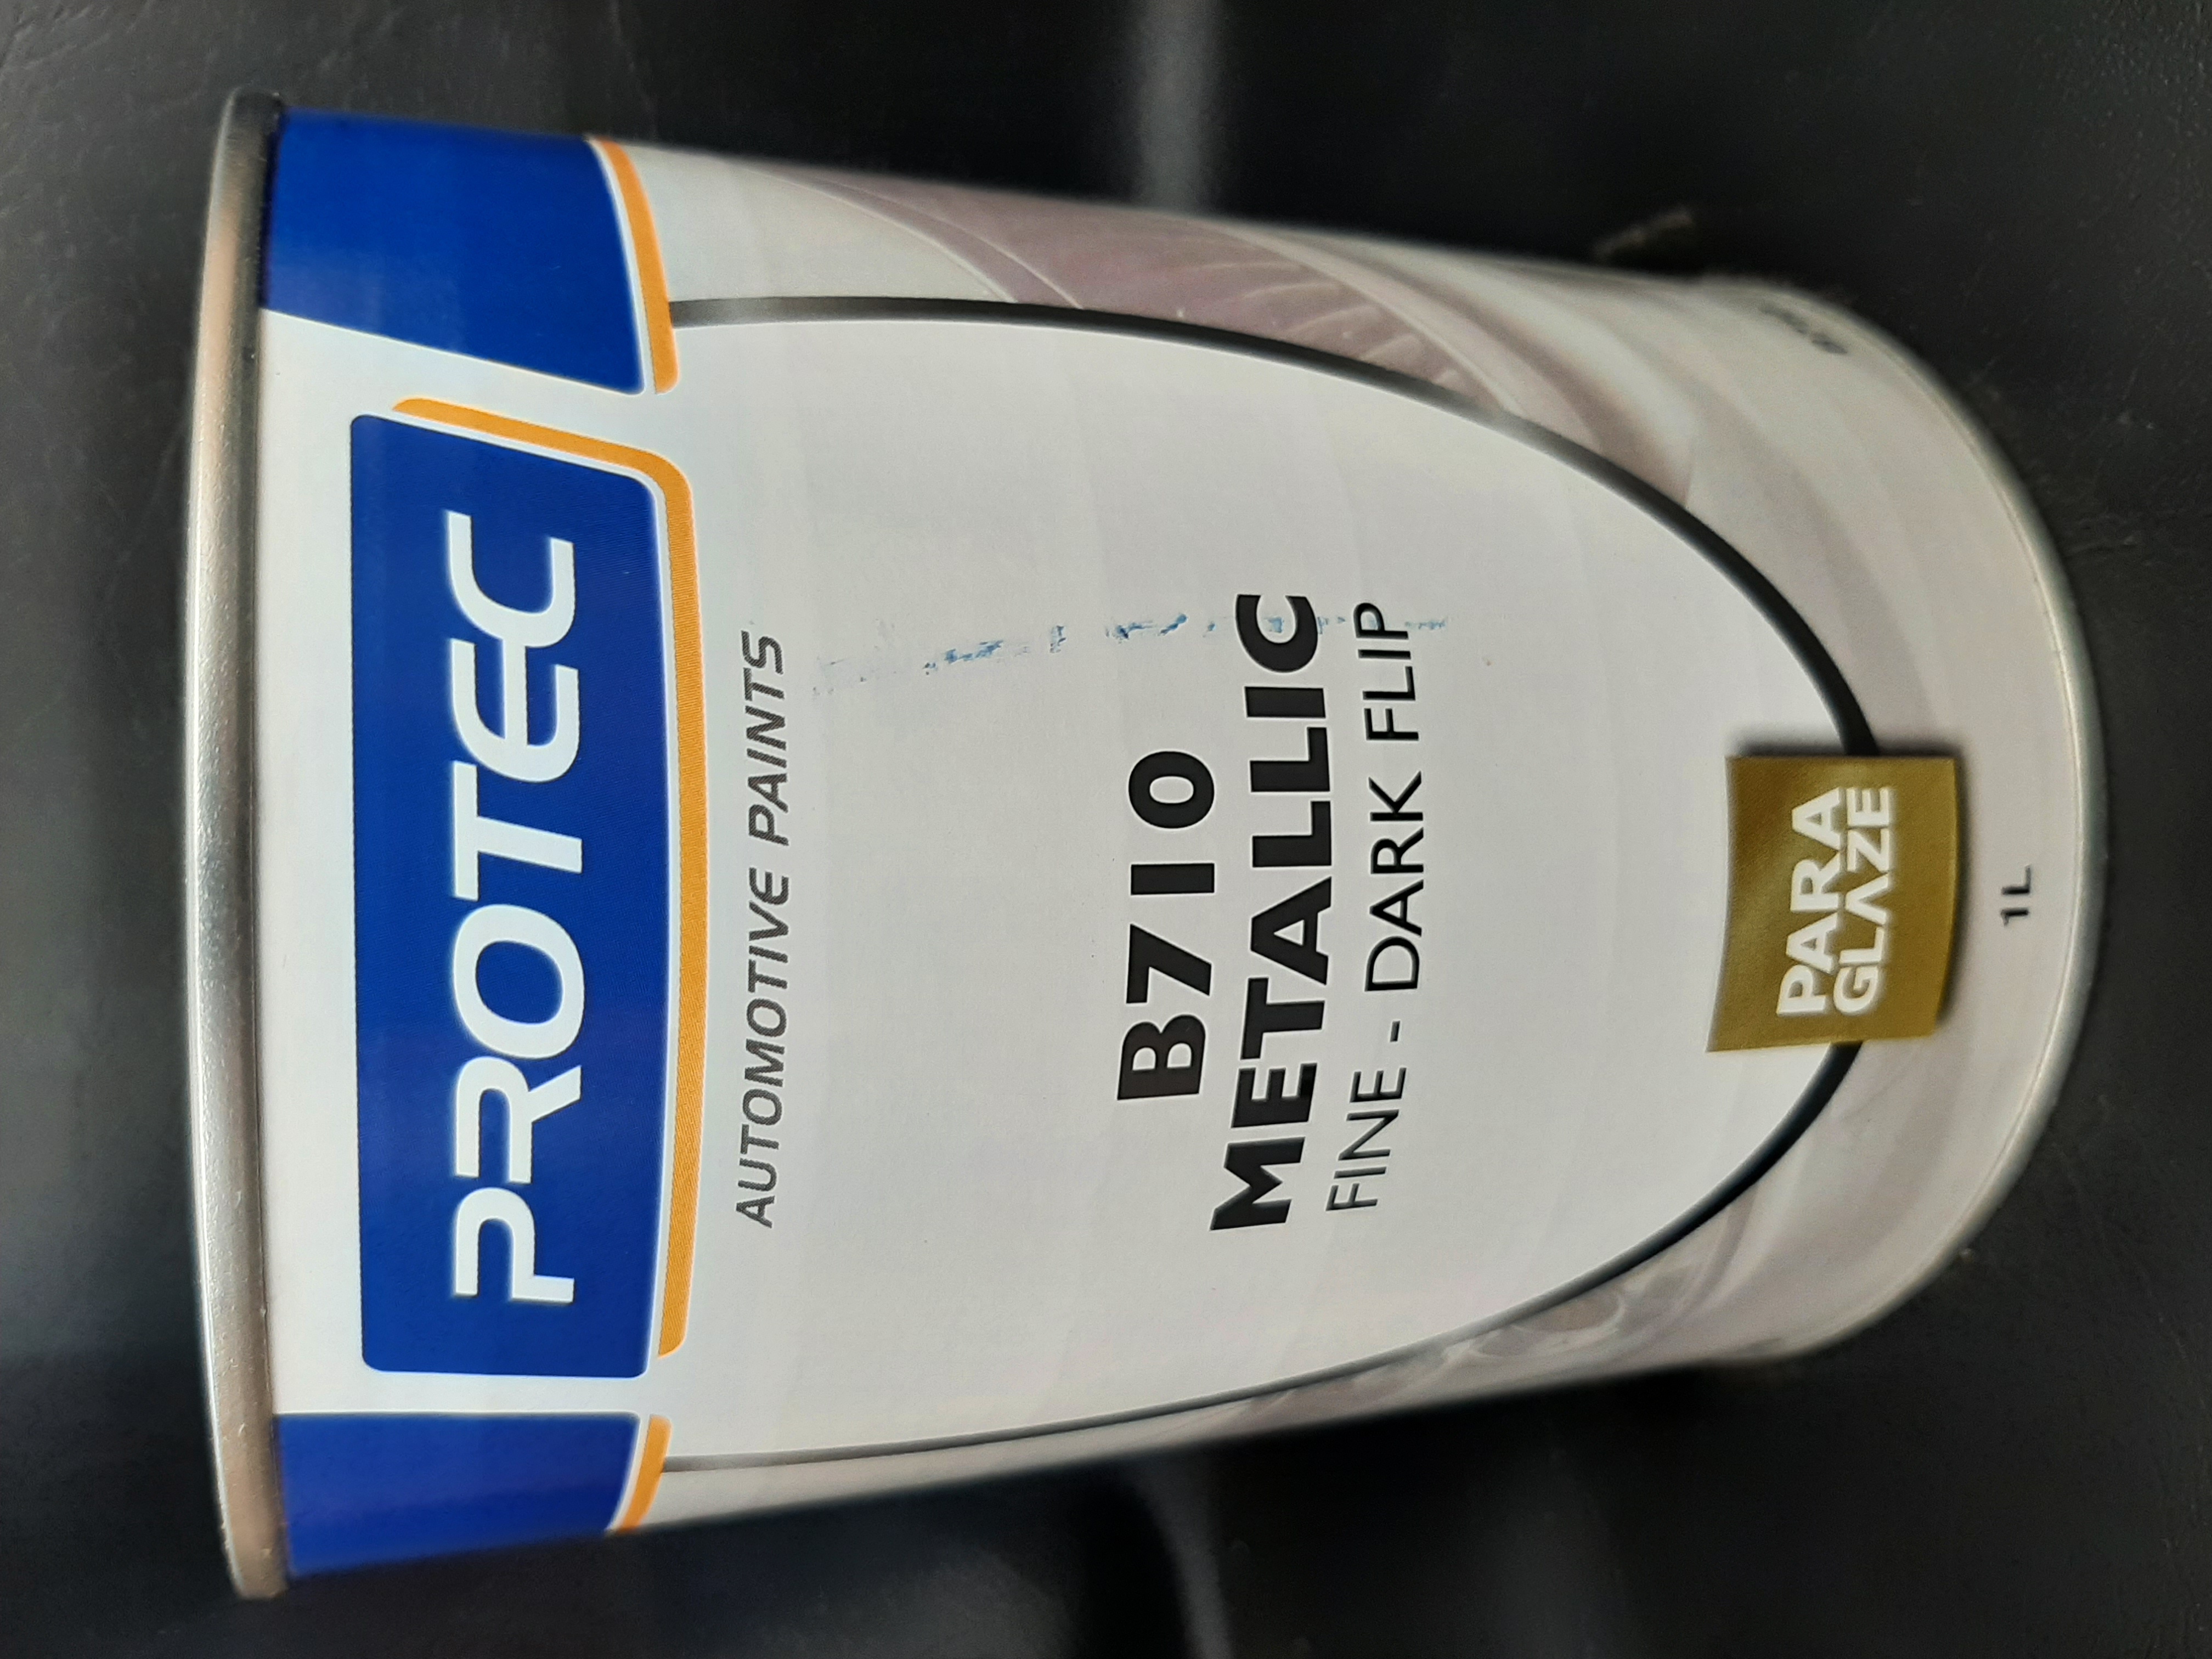 PROTEC
AUTOMOTIVE PAINTS
B710
METALLIC
FINE - DARK FLIP
PARA
GLAZE
1L